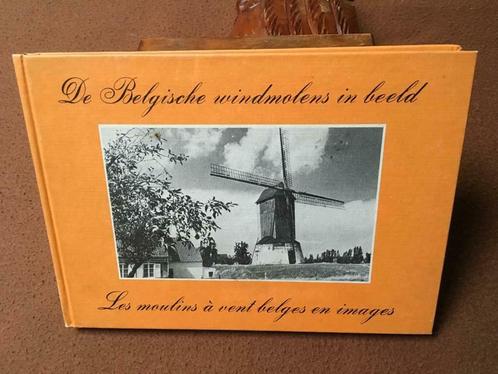 De Belgische windmolens in beeld
Les moulins à vent belges en images